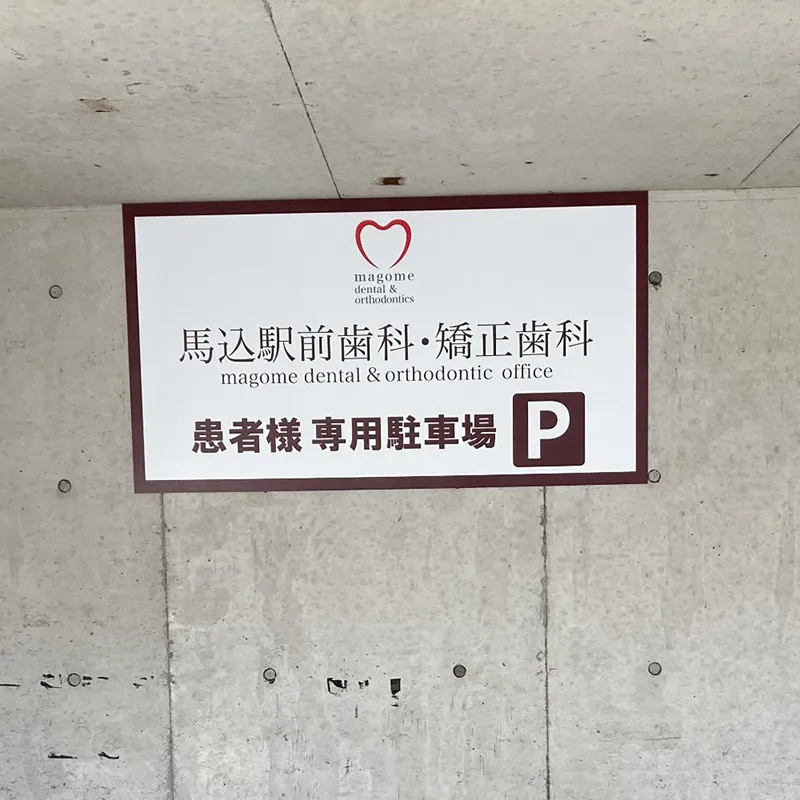 magome
dental &
orthodontics
馬込駅前歯科・矯正歯科
magome dental & orthodontic office
患者様 専用駐車場 P